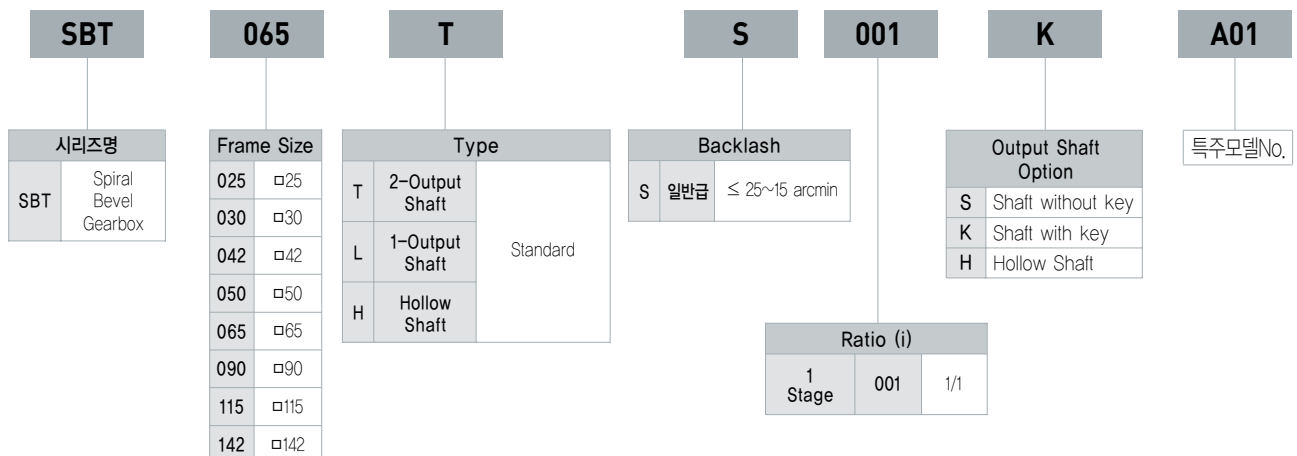 SBT 065 T S 001 K A01
시리즈명
SBT
Spiral
Bevel
Gearbox
Frame Size
025 □25
030 □30
042 □42
050 □50
065 □65
090 □90
115 □115
142 □142
Type
T
2-Output
Shaft
L
1-Output
Shaft
H
Hollow
Shaft
Standard
Backlash
S 일반급 ≤ 25~15 arcmin
Ratio (i)
1
Stage
001 1/1
Output Shaft
Option
S Shaft without key
K Shaft with key
H Hollow Shaft
특주모델No.